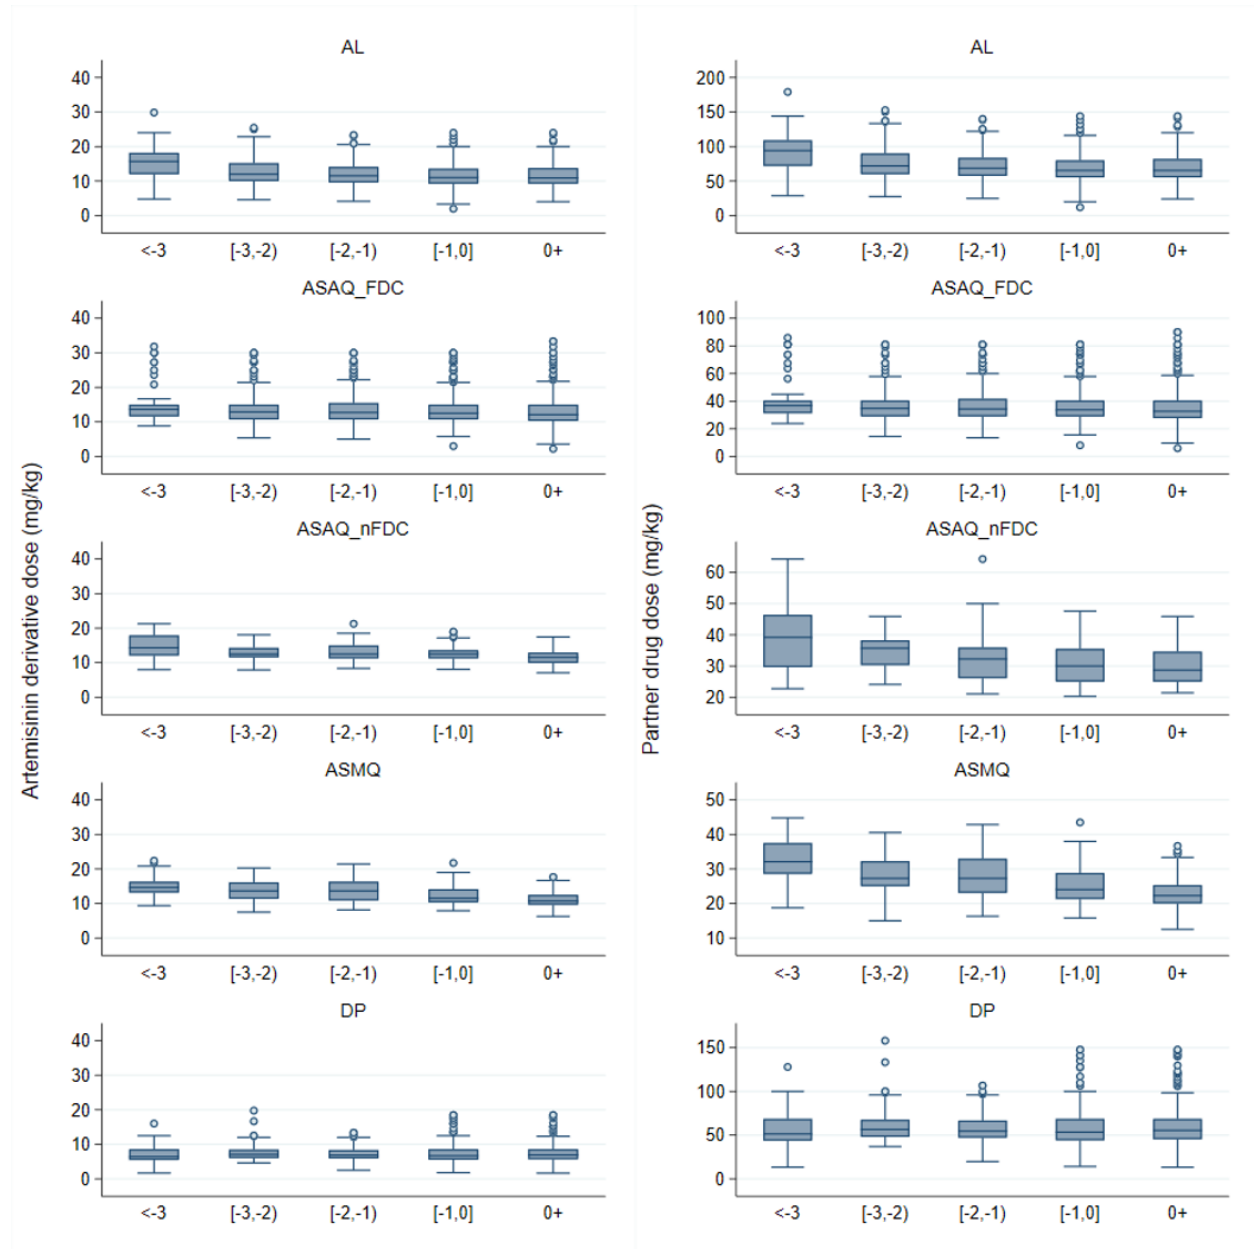 Artemisinin derivative dose (mg/kg)
AL
40
30
20
10
0
<-3 [-3,-2) [-2,-1) [-1,0] 0+
ASAQ_FDC
40
30
20
10
0
<-3 [-3,-2) [-2,-1) [-1,0] 0+
ASAQ_nFDC
40
30
20
10
0
<-3 [-3,-2) [-2,-1) [-1,0] 0+
ASMQ
40
30
20
10
0
<-3 [-3,-2) [-2,-1) [-1,0] 0+
DP
40
30
20
10
0
<-3 [-3,-2) [-2,-1) [-1,0] 0+
Partner drug dose (mg/kg)
AL
200
150
100
50
0
<-3 [-3,-2) [-2,-1) [-1,0] 0+
ASAQ_FDC
100
80
60
40
20
0
<-3 [-3,-2) [-2,-1) [-1,0] 0+
ASAQ_nFDC
60
50
40
30
20
<-3 [-3,-2) [-2,-1) [-1,0] 0+
ASMQ
50
40
30
20
10
<-3 [-3,-2) [-2,-1) [-1,0] 0+
DP
150
100
50
0
<-3 [-3,-2) [-2,-1) [-1,0] 0+